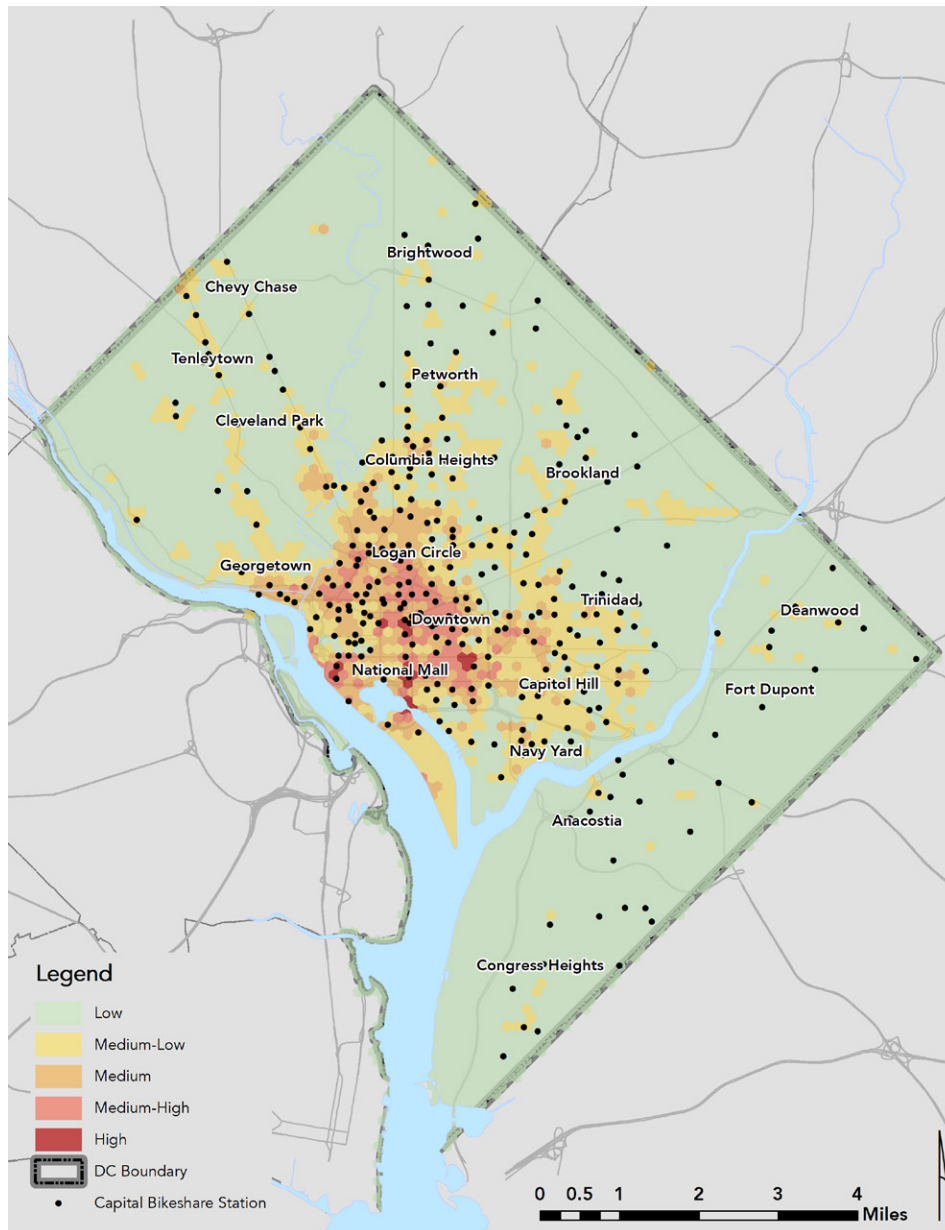 Brightwood
Chevy Chase
Tenleytown
Petworth
Cleveland Park
Columbia Heights
Brookland
Logan Circle
Georgetown
Trinidad
Deanwood
Downtown
National Mall
Capitol Hill
Fort Dupont
Navy Yard
Anacostia
Congress Heights
Legend
Low
Medium-Low
Medium
Medium-High
High
DC Boundary
Capital Bikeshare Station
0 0.5 1 2 3 4
Miles